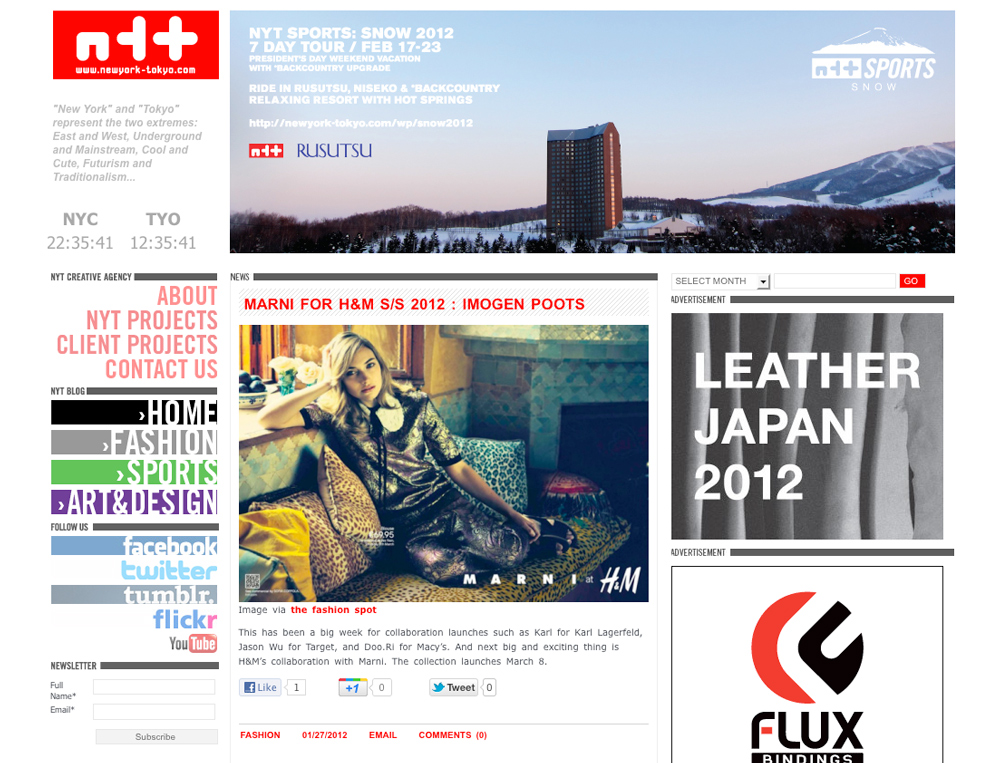 ntt
www.newyork-tokyo.com
"New York" and "Tokyo"
represent the two extremes:
East and West, Underground
and Mainstream, Cool and
Cute, Futurism and
Traditionalism...
NYC TYO
22:35:41 12:35:41
NYT SPORTS: SNOW 2012
7 DAY TOUR / FEB 17-23
PRESIDENT'S DAY WEEKEND VACATION
WITH *BACKCOUNTRY UPGRADE
RIDE IN RUSUTSU, NISEKO & *BACKCOUNTRY
RELAXING RESORT WITH HOT SPRINGS
http://newyork-tokyo.com/wp/snow2012
ntt RUSUTSU
ntt SPORTS
SNOW
NYT CREATIVE AGENCY
ABOUT
NYT PROJECTS
CLIENT PROJECTS
CONTACT US
NYT BLOG
›HOME
›FASHION
›SPORTS
›ART&DESIGN
FOLLOW US
facebook
twitter
tumblr.
flickr
YouTube
NEWSLETTER
Full
Name*
Email*
Subscribe
NEWS
MARNI FOR H&M S/S 2012 : IMOGEN POOTS
€69.95
MARNI at H&M
Image via the fashion spot
This has been a big week for collaboration launches such as Karl for Karl Lagerfeld,
Jason Wu for Target, and Doo.Ri for Macy's. And next big and exciting thing is
H&M's collaboration with Marni. The collection launches March 8.
Like 1 +1 0 Tweet 0
FASHION 01/27/2012 EMAIL COMMENTS (0)
SELECT MONTH GO
ADVERTISEMENT
LEATHER
JAPAN
2012
ADVERTISEMENT
FLUX
BINDINGS